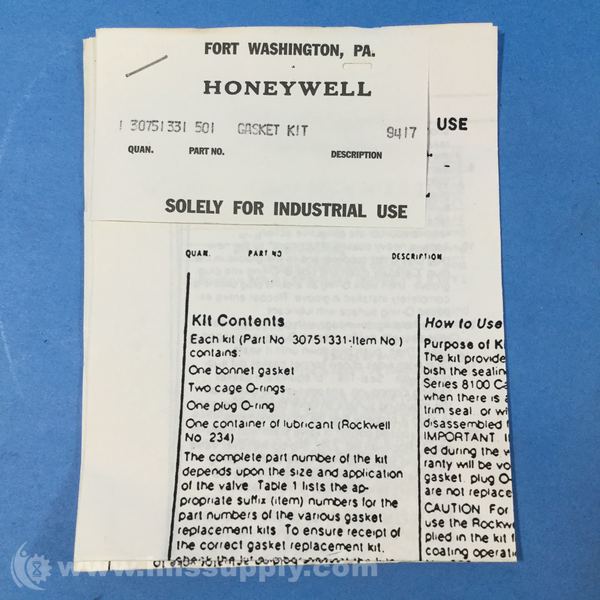 FORT WASHINGTON, PA.
HONEYWELL
1 30751331 501 GASKET KIT 9417
QUAN. PART NO. DESCRIPTION
SOLELY FOR INDUSTRIAL USE
USE
QUAN. PART NO DESCRIPTION
Kit Contents
Each kit (Part No 30751331-Item No)
contains:
One bonnet gasket
Two cage O-rings
One plug O-ring
One container of lubricant (Rockwell
No 234)
The complete part number of the kit
depends upon the size and application
of the valve. Table 1 lists the ap-
propriate suffix (item) numbers for the
part numbers of the various gasket
replacement kits. To ensure receipt of
the correct gasket replacement kit,
How to Use
Purpose of K
The kit provide
bish the sealin
Series 8100 Ca
when there is a
trim seal or wi
disassembled f
IMPORTANT I
ed during the w
ranty will be vo
gasket, plug O-
are not replace
CAUTION For
use the Rockw
plied in the kit f
coating operati
© www.imssupply.com